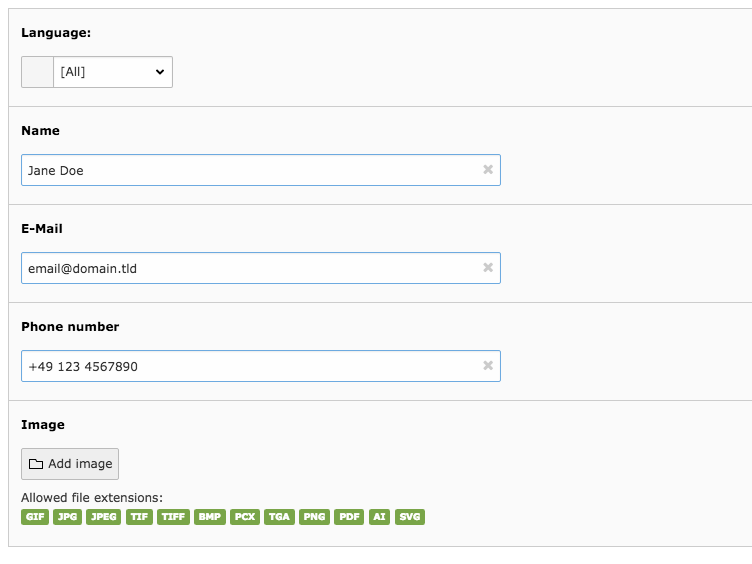 Language:
[All]
Name
Jane Doe
E-Mail
email@domain.tld
Phone number
+49 123 4567890
Image
Add image
Allowed file extensions:
GIF JPG JPEG TIF TIFF BMP PCX TGA PNG PDF AI SVG